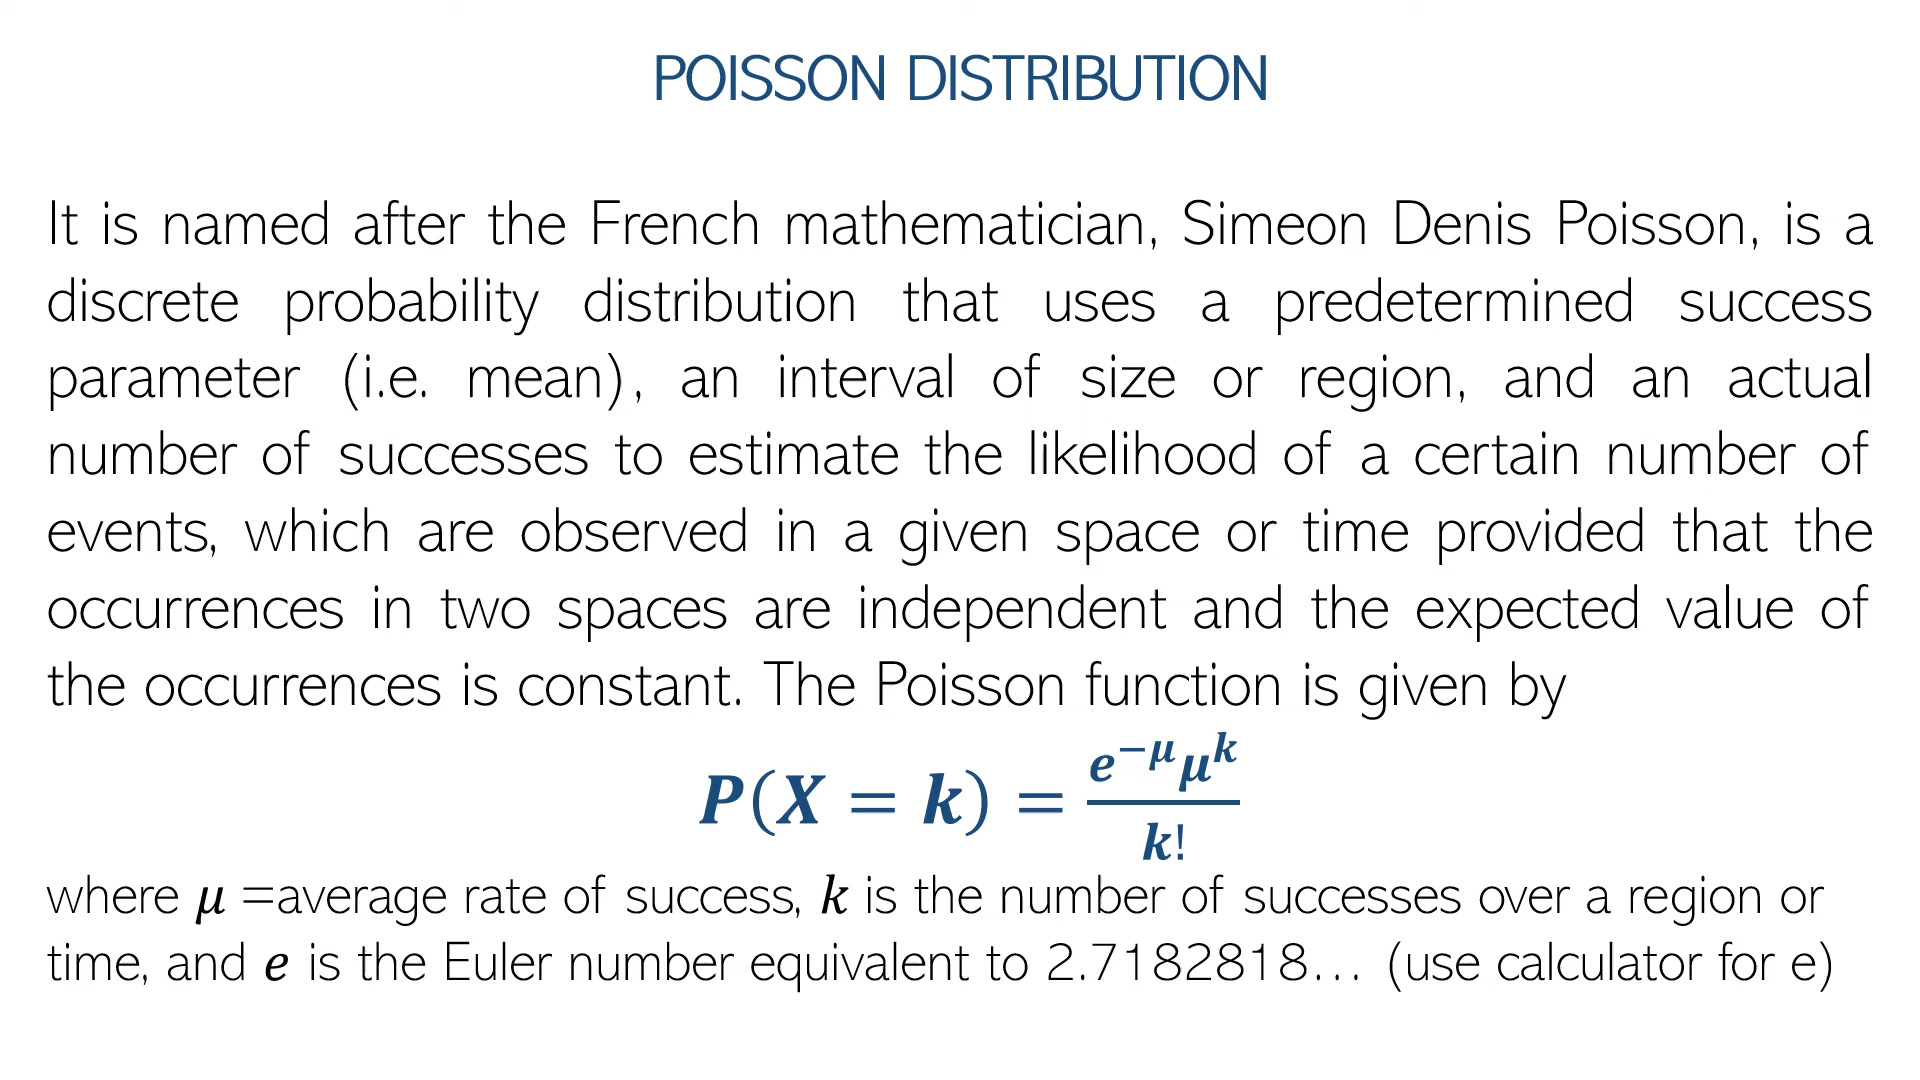 POISSON DISTRIBUTION
It is named after the French mathematician, Simeon Denis Poisson, is a
discrete probability distribution that uses a predetermined success
parameter (i.e. mean), an interval of size or region, and an actual
number of successes to estimate the likelihood of a certain number of
events, which are observed in a given space or time provided that the
occurrences in two spaces are independent and the expected value of
the occurrences is constant. The Poisson function is given by
P(X = k) = e^{-μ}μ^k / k!
where μ =average rate of success, k is the number of successes over a region or
time, and e is the Euler number equivalent to 2.7182818... (use calculator for e)